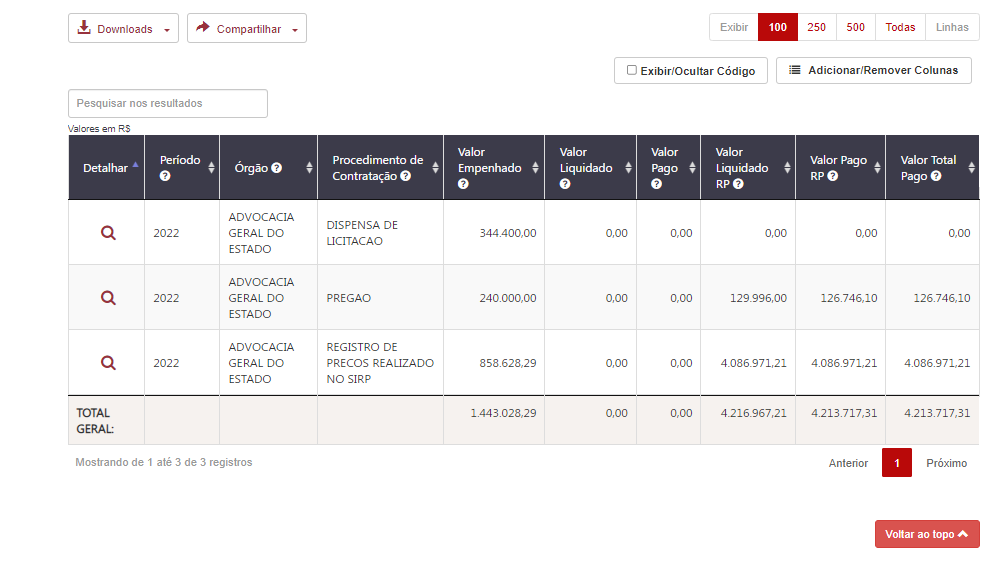 Downloads
Compartilhar
Exibir 100 250 500 Todas Linhas
Exibir/Ocultar Código
Adicionar/Remover Colunas
Pesquisar nos resultados
Valores em R$
Detalhar
Período
Órgão
Procedimento de
Contratação
Valor
Empenhado
Valor
Liquidado
Valor
Pago
Valor
Liquidado
RP
Valor Pago
RP
Valor Total
Pago
2022
ADVOCACIA
GERAL DO
ESTADO
DISPENSA DE
LICITACAO
344.400,00 0,00 0,00 0,00 0,00 0,00
2022
ADVOCACIA
GERAL DO
ESTADO
PREGAO
240.000,00 0,00 0,00 129.996,00 126.746,10 126.746,10
2022
ADVOCACIA
GERAL DO
ESTADO
REGISTRO DE
PRECOS REALIZADO
NO SIRP
858.628,29 0,00 0,00 4.086.971,21 4.086.971,21 4.086.971,21
TOTAL
GERAL:
1.443.028,29 0,00 0,00 4.216.967,21 4.213.717,31 4.213.717,31
Mostrando de 1 até 3 de 3 registros
Anterior 1 Próximo
Voltar ao topo